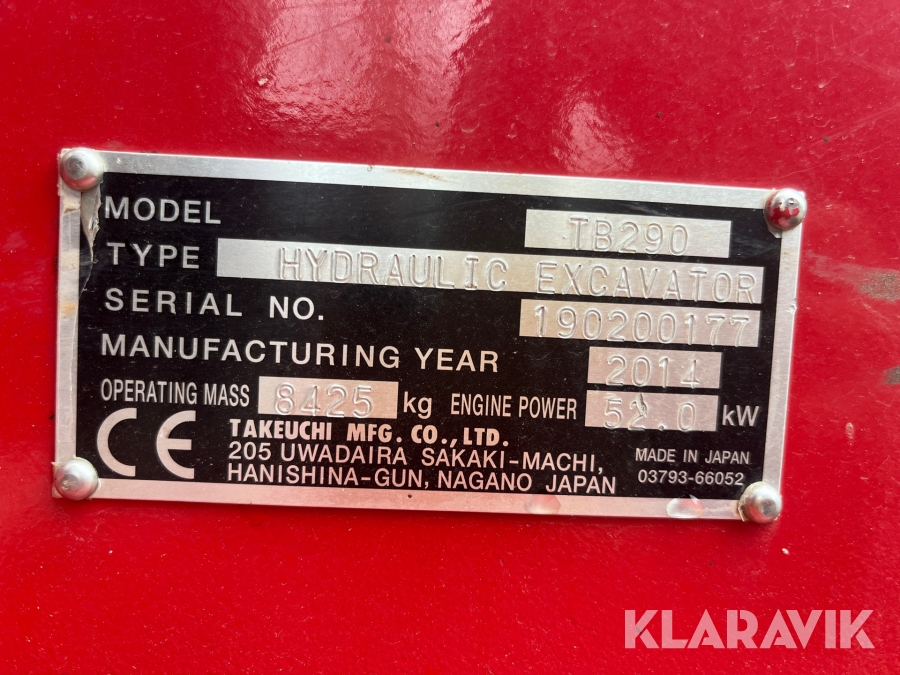 MODEL TB290
TYPE HYDRAULIC EXCAVATOR
SERIAL NO. 190200177
MANUFACTURING YEAR 2014
OPERATING MASS 8425 kg ENGINE POWER 52.0 kW
CE TAKEUCHI MFG. CO., LTD.
205 UWADAIRA SAKAKI-MACHI, MADE IN JAPAN
HANISHINA-GUN, NAGANO JAPAN 03793-66052
KLARAVIK